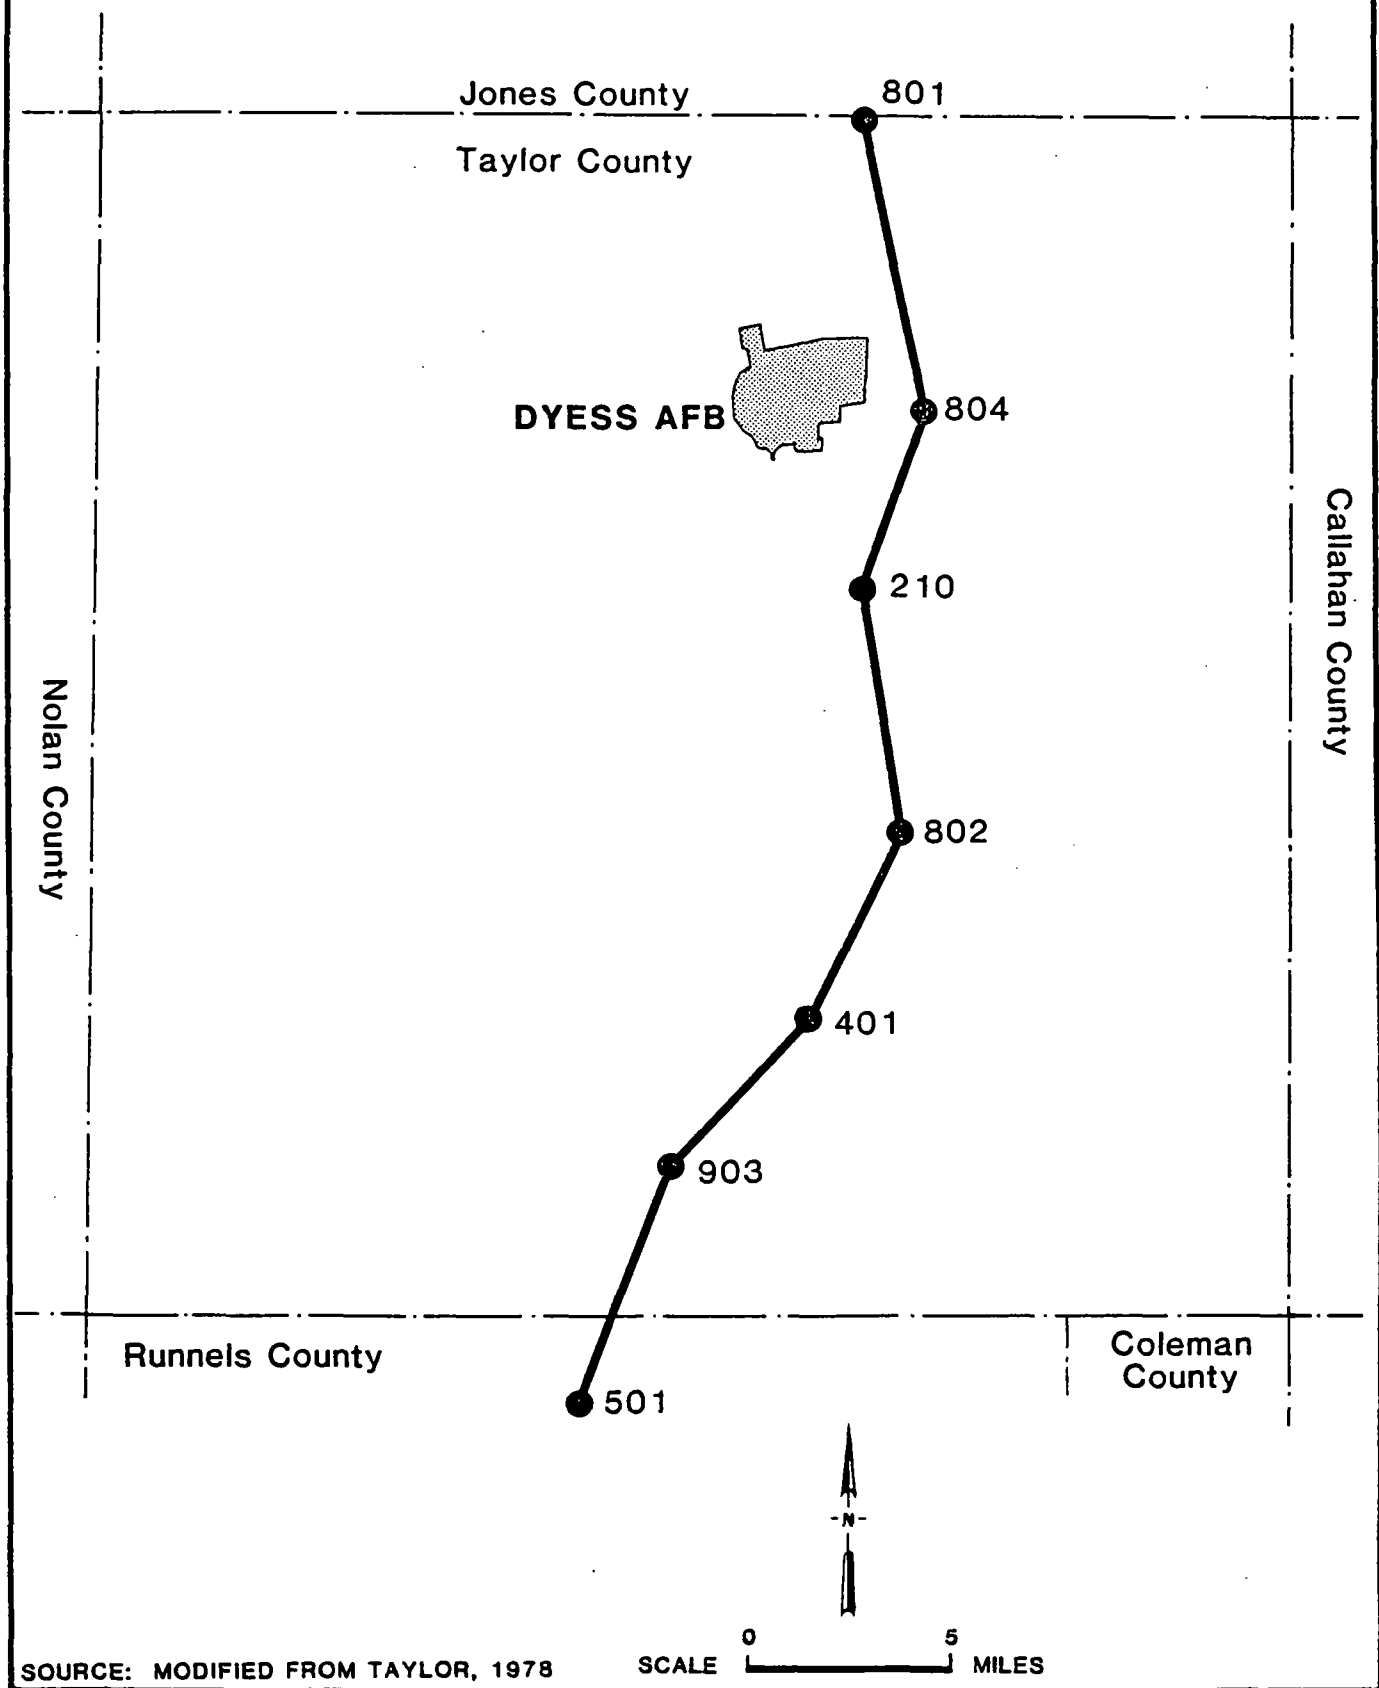 Jones County
801
Taylor County
DYESS AFB
804
Callahan County
210
Nolan County
802
401
903
Runnels County
Coleman
County
501
-N-
0 5
SOURCE: MODIFIED FROM TAYLOR, 1978
SCALE MILES